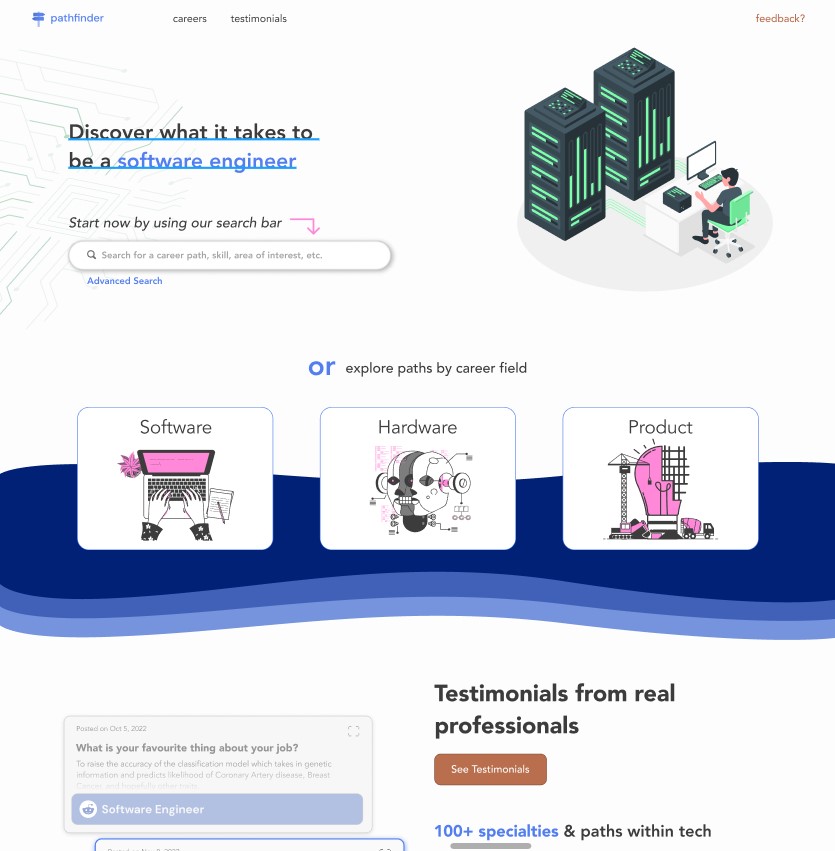 pathfinder
careers
testimonials
feedback?
Discover what it takes to
be a software engineer
Start now by using our search bar
Search for a career path, skill, area of interest, etc.
Advanced Search
or explore paths by career field
Software
Hardware
Product
Testimonials from real
professionals
See Testimonials
Posted on Oct 5, 2022
What is your favourite thing about your job?
To raise the accuracy of the classification model which takes in genetic
information and predicts likelihood of Coronary Artery disease, Breast
Cancer and hopefully other traits
Software Engineer
100+ specialties & paths within tech